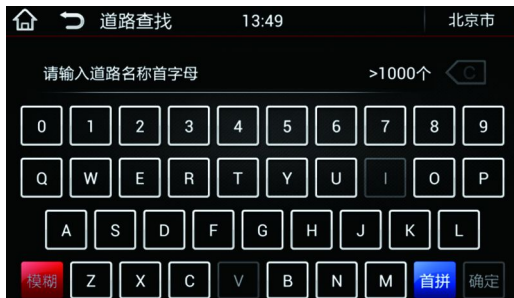 道路查找 13:49 北京市
请输入道路名称首字母 >1000个 C
0 1 2 3 4 5 6 7 8 9
Q W E R T Y U I O P
A S D F G H J K L
模糊 Z X C V B N M 首拼 确定